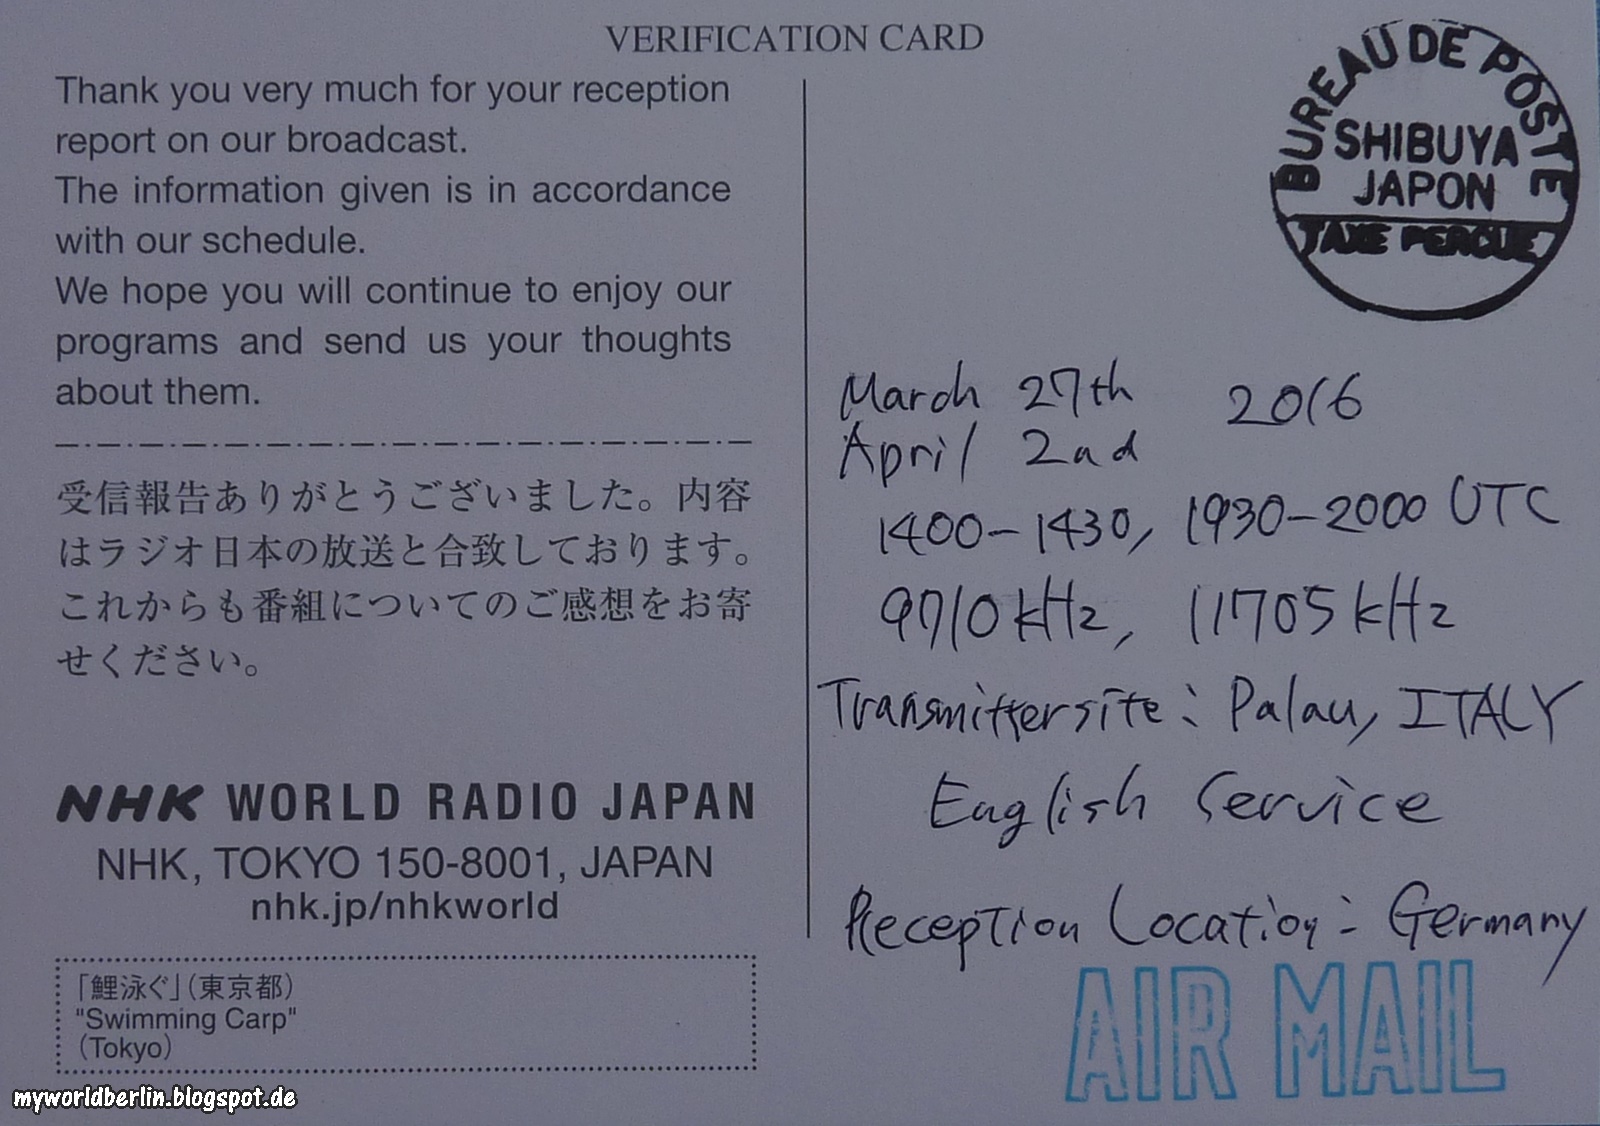 VERIFICATION CARD
Thank you very much for your reception
report on our broadcast.
The information given is in accordance
with our schedule.
We hope you will continue to enjoy our
programs and send us your thoughts
about them.
受信報告ありがとうございました。内容
はラジオ日本の放送と合致しております。
これからも番組についてのご感想をお寄
せください。
NHK WORLD RADIO JAPAN
NHK, TOKYO 150-8001, JAPAN
nhk.jp/nhkworld
「鯉泳ぐ」(東京都)
"Swimming Carp"
(Tokyo)
BUREAU DE POSTE
SHIBUYA
JAPON
TAXE PERCUE
March 27th 2016
April 2nd
1400-1430, 1930-2000 UTC
9710kHz, 11705kHz
Transmittersite: Palau, ITALY
English Service
Reception Location: Germany
AIR MAIL
myworldberlin.blogspot.de